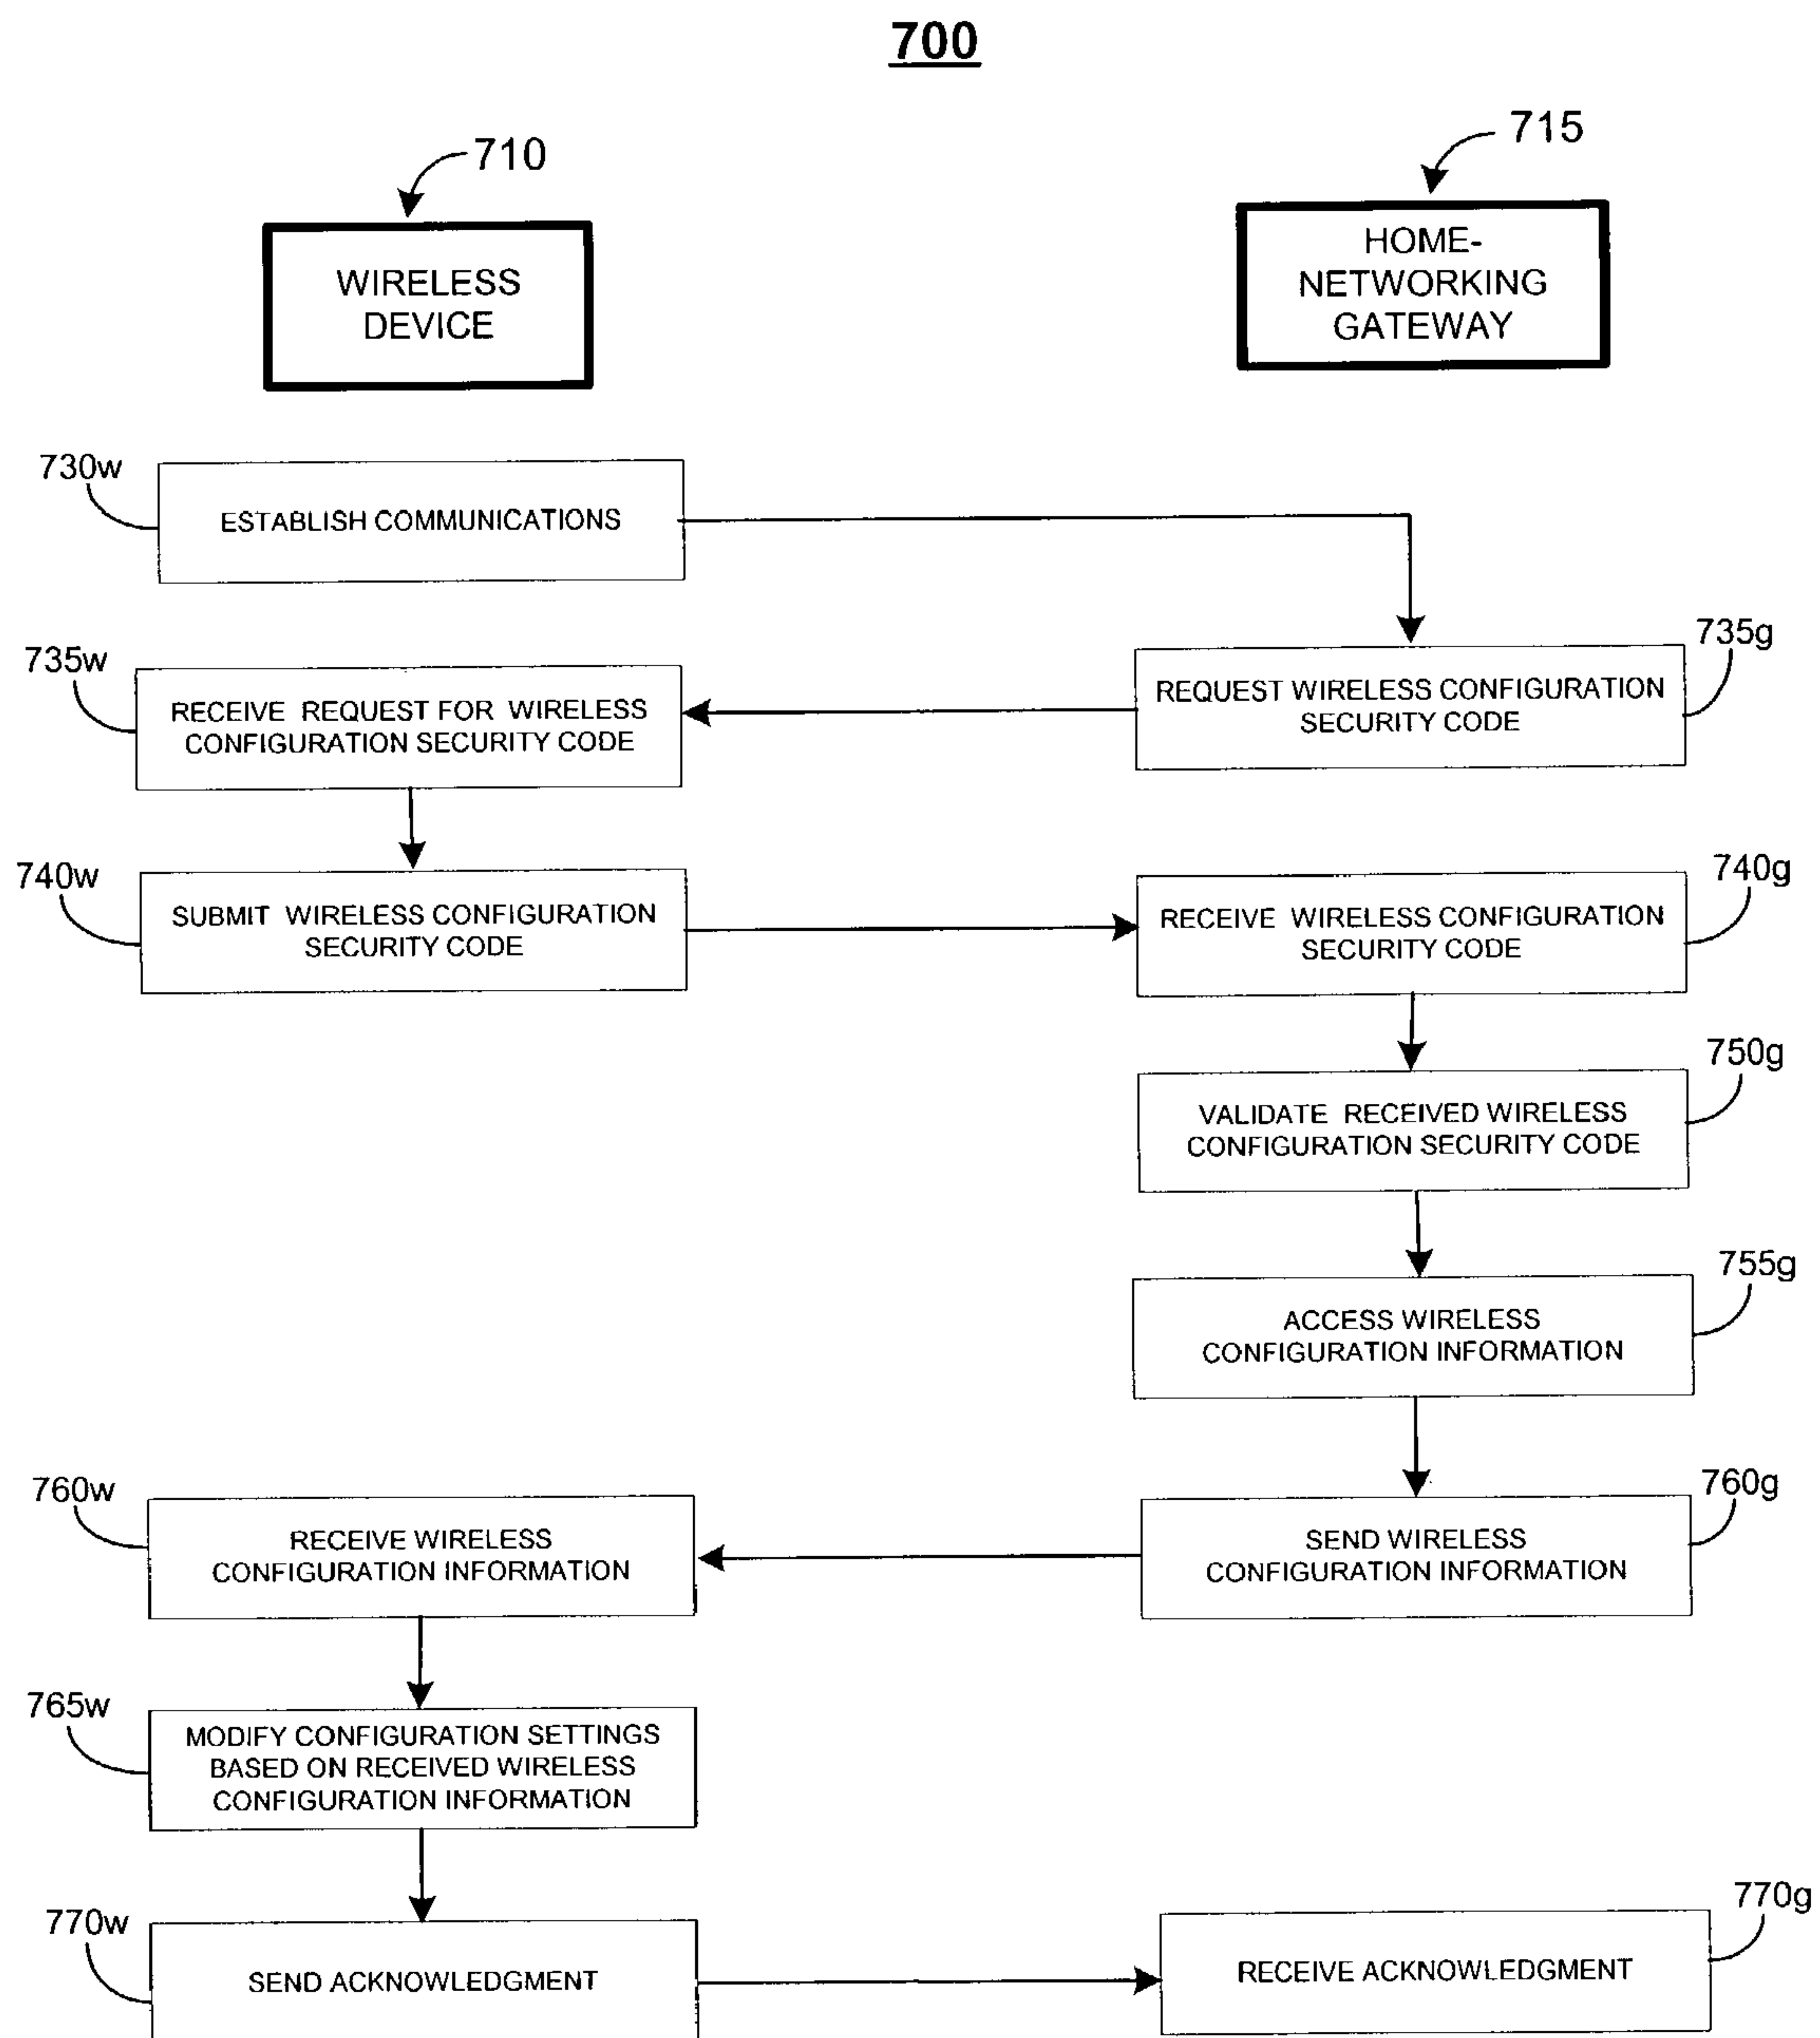 700
710
715
WIRELESS
DEVICE
HOME-
NETWORKING
GATEWAY
730w
ESTABLISH COMMUNICATIONS
735w
RECEIVE REQUEST FOR WIRELESS
CONFIGURATION SECURITY CODE
735g
REQUEST WIRELESS CONFIGURATION
SECURITY CODE
740w
SUBMIT WIRELESS CONFIGURATION
SECURITY CODE
740g
RECEIVE WIRELESS CONFIGURATION
SECURITY CODE
750g
VALIDATE RECEIVED WIRELESS
CONFIGURATION SECURITY CODE
755g
ACCESS WIRELESS
CONFIGURATION INFORMATION
760w
RECEIVE WIRELESS
CONFIGURATION INFORMATION
760g
SEND WIRELESS
CONFIGURATION INFORMATION
765w
MODIFY CONFIGURATION SETTINGS
BASED ON RECEIVED WIRELESS
CONFIGURATION INFORMATION
770w
SEND ACKNOWLEDGMENT
770g
RECEIVE ACKNOWLEDGMENT